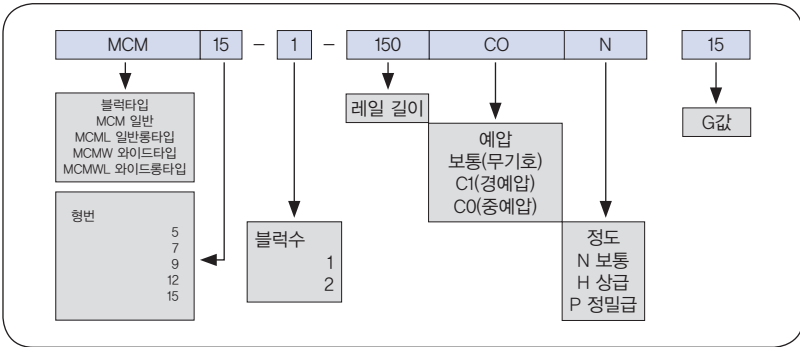 MCM 15 - 1 - 150 CO N 15
블럭타입
MCM 일반
MCML 일반롱타입
MCMW 와이드타입
MCMWL 와이드롱타입
형번
5
7
9
12
15
블럭수
1
2
레일 길이
예압
보통(무기호)
C1(경예압)
C0(중예압)
정도
N 보통
H 상급
P 정밀급
G값